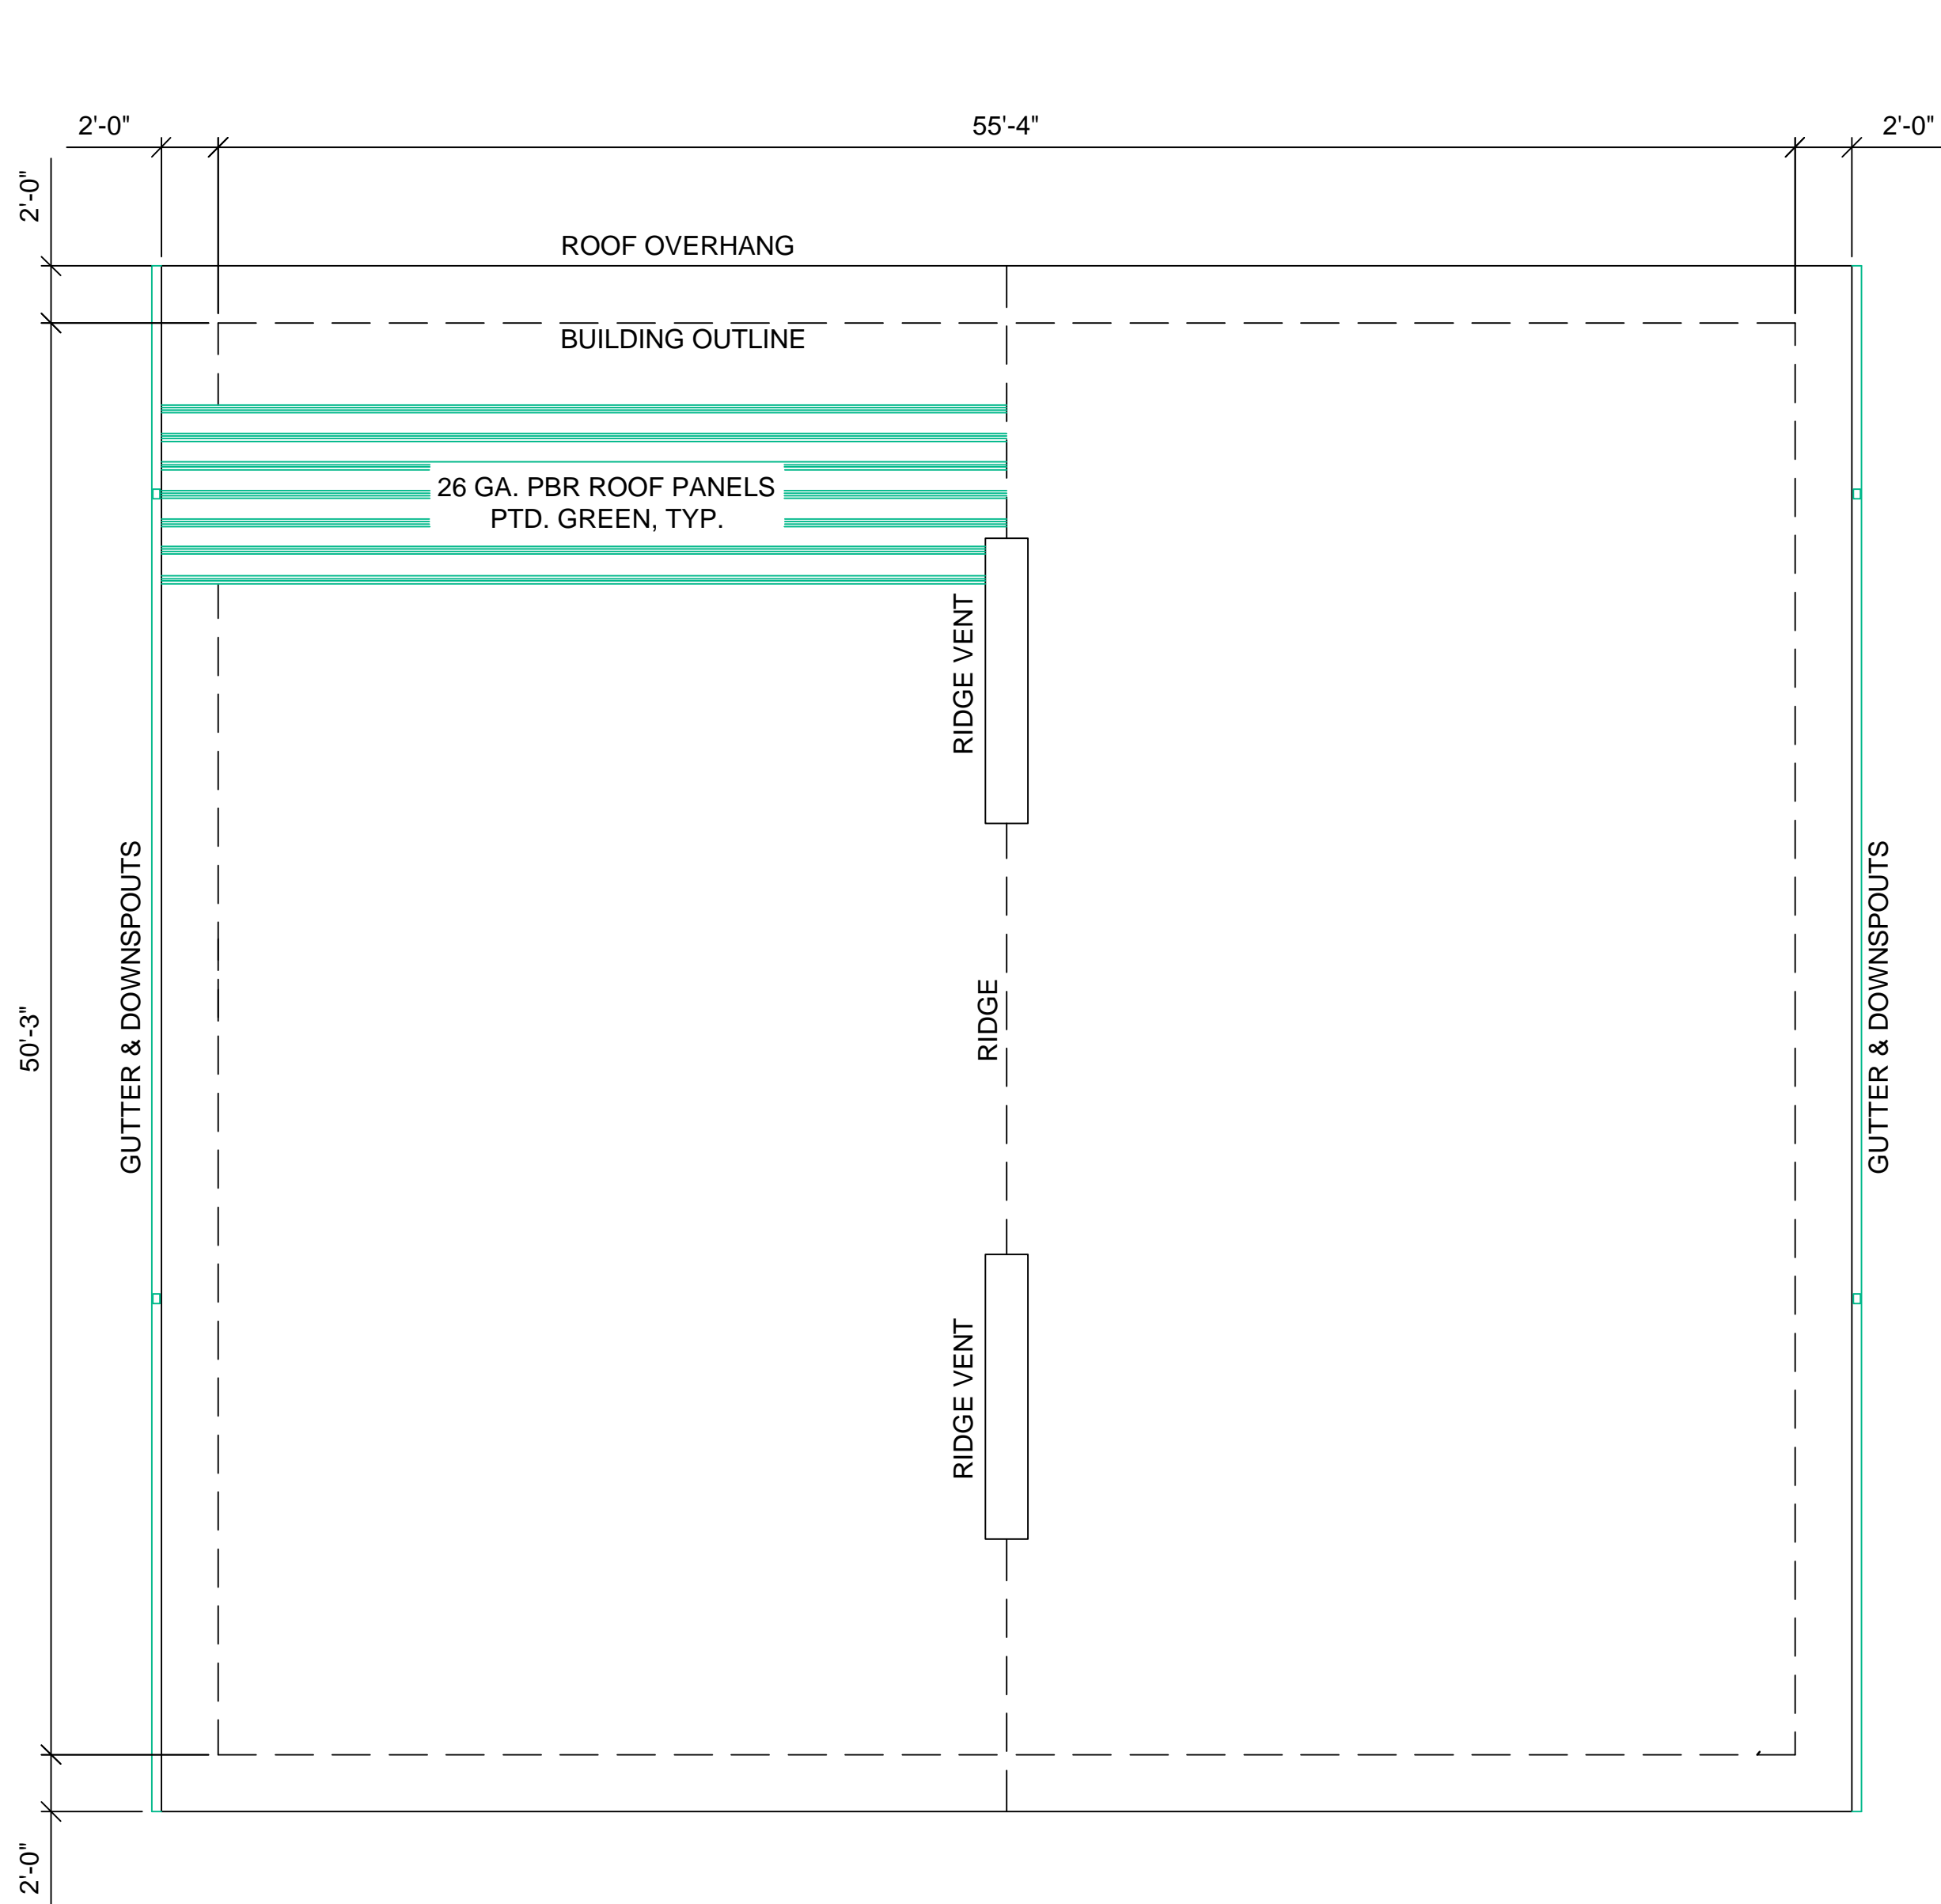 2'-0"
55'-4"
2'-0"
2'-0"
ROOF OVERHANG
BUILDING OUTLINE
26 GA. PBR ROOF PANELS
PTD. GREEN, TYP.
RIDGE VENT
GUTTER & DOWNSPOUTS
GUTTER & DOWNSPOUTS
50'-3"
RIDGE
RIDGE VENT
2'-0"